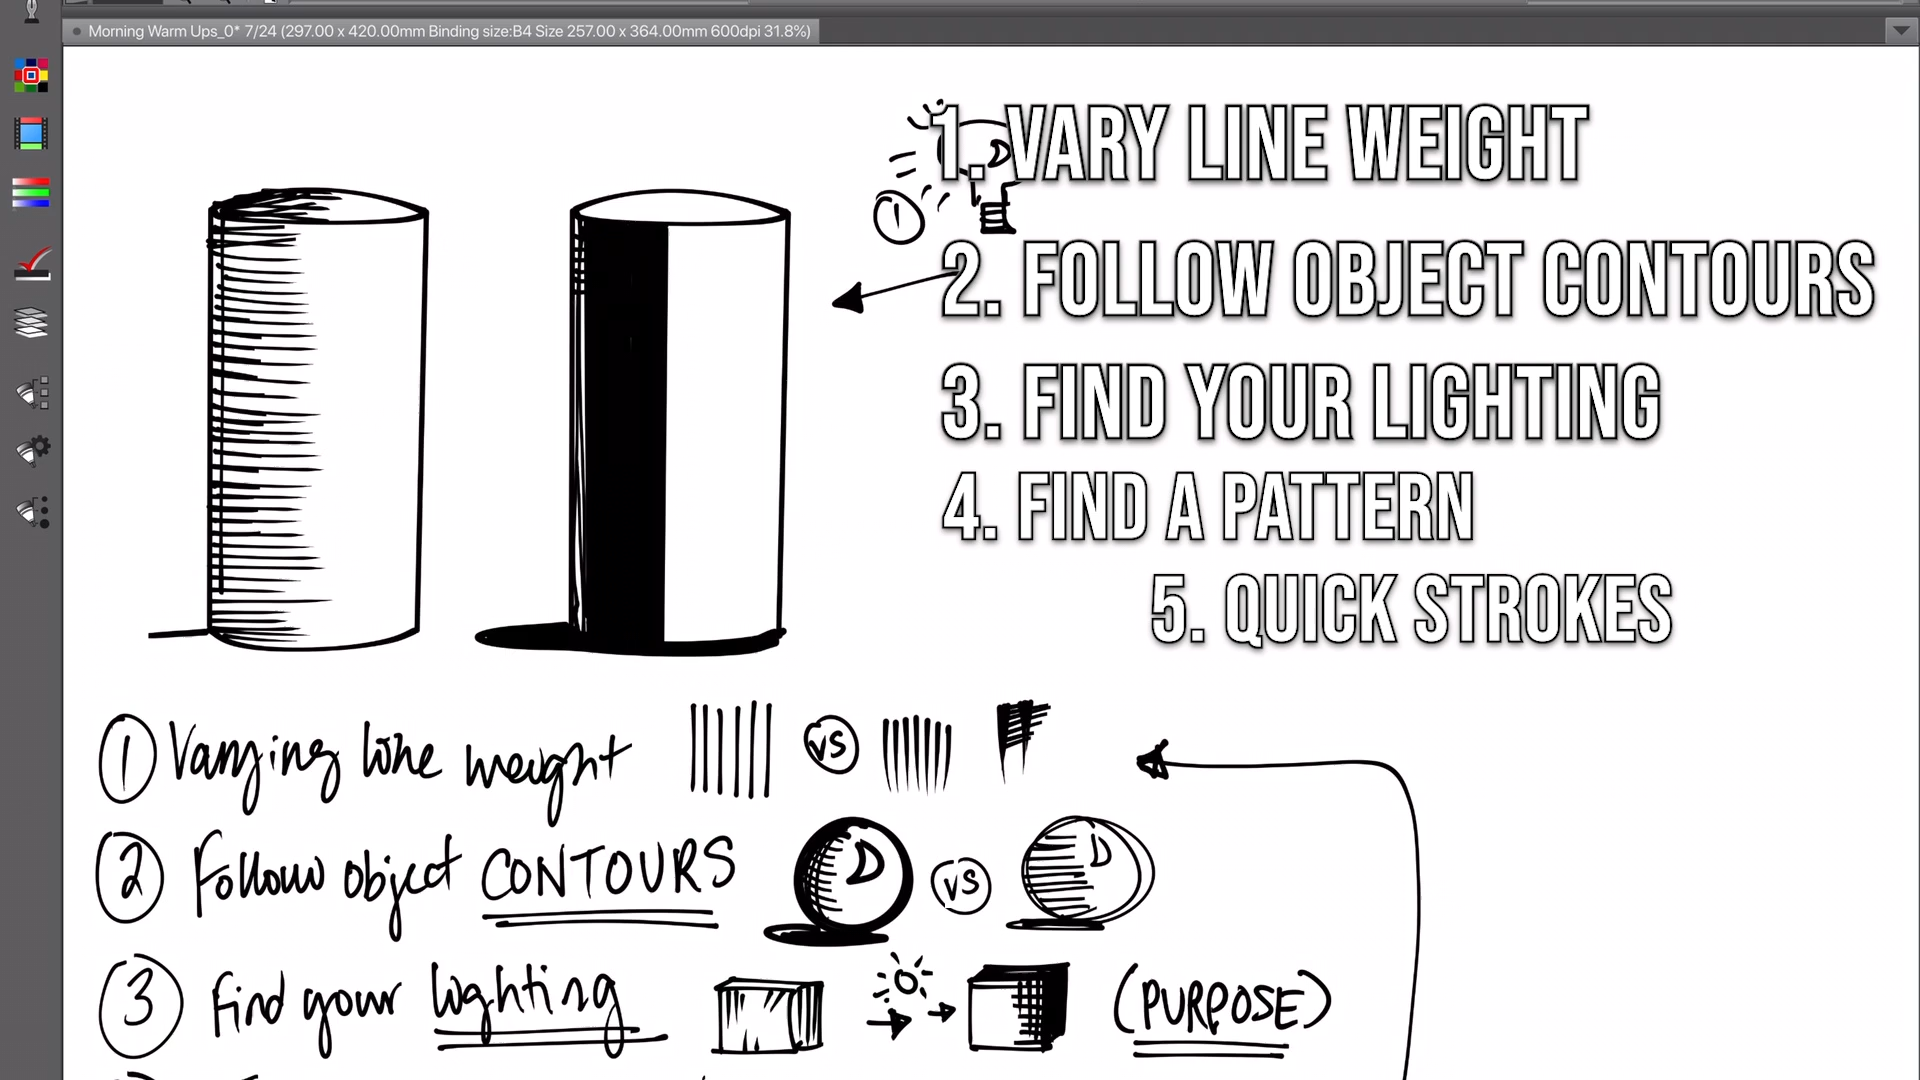 Morning Warm Ups_0* 7/24 (297.00 x 420.00mm Binding size:B4 Size 257.00 x 364.00mm 600dpi 31.8%)
1. VARY LINE WEIGHT
1
2. FOLLOW OBJECT CONTOURS
3. FIND YOUR LIGHTING
4. FIND A PATTERN
5. QUICK STROKES
1 Varying line weight VS
2 Follow object CONTOURS VS
3 find your lighting (PURPOSE)